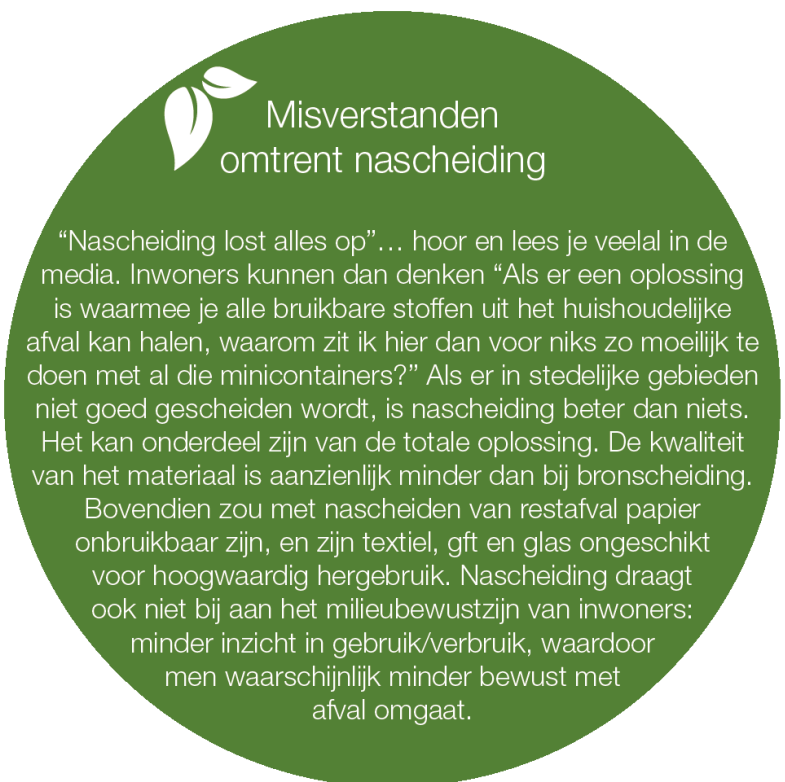 Misverstanden
omtrent nascheiding
“Nascheiding lost alles op”… hoor en lees je veelal in de
media. Inwoners kunnen dan denken “Als er een oplossing
is waarmee je alle bruikbare stoffen uit het huishoudelijke
afval kan halen, waarom zit ik hier dan voor niks zo moeilijk te
doen met al die minicontainers?” Als er in stedelijke gebieden
niet goed gescheiden wordt, is nascheiding beter dan niets.
Het kan onderdeel zijn van de totale oplossing. De kwaliteit
van het materiaal is aanzienlijk minder dan bij bronscheiding.
Bovendien zou met nascheiden van restafval papier
onbruikbaar zijn, en zijn textiel, gft en glas ongeschikt
voor hoogwaardig hergebruik. Nascheiding draagt
ook niet bij aan het milieubewustzijn van inwoners:
minder inzicht in gebruik/verbruik, waardoor
men waarschijnlijk minder bewust met
afval omgaat.